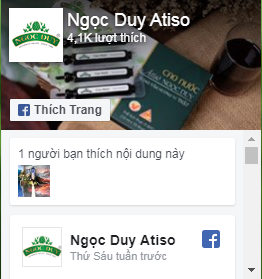 Ngọc Duy Atiso
4,1K lượt thích
NGỌC DUY
CAO NƯỚC
Thích Trang
1 người bạn thích nội dung này
NGỌC DUY
Ngọc Duy Atiso
Thứ Sáu tuần trước